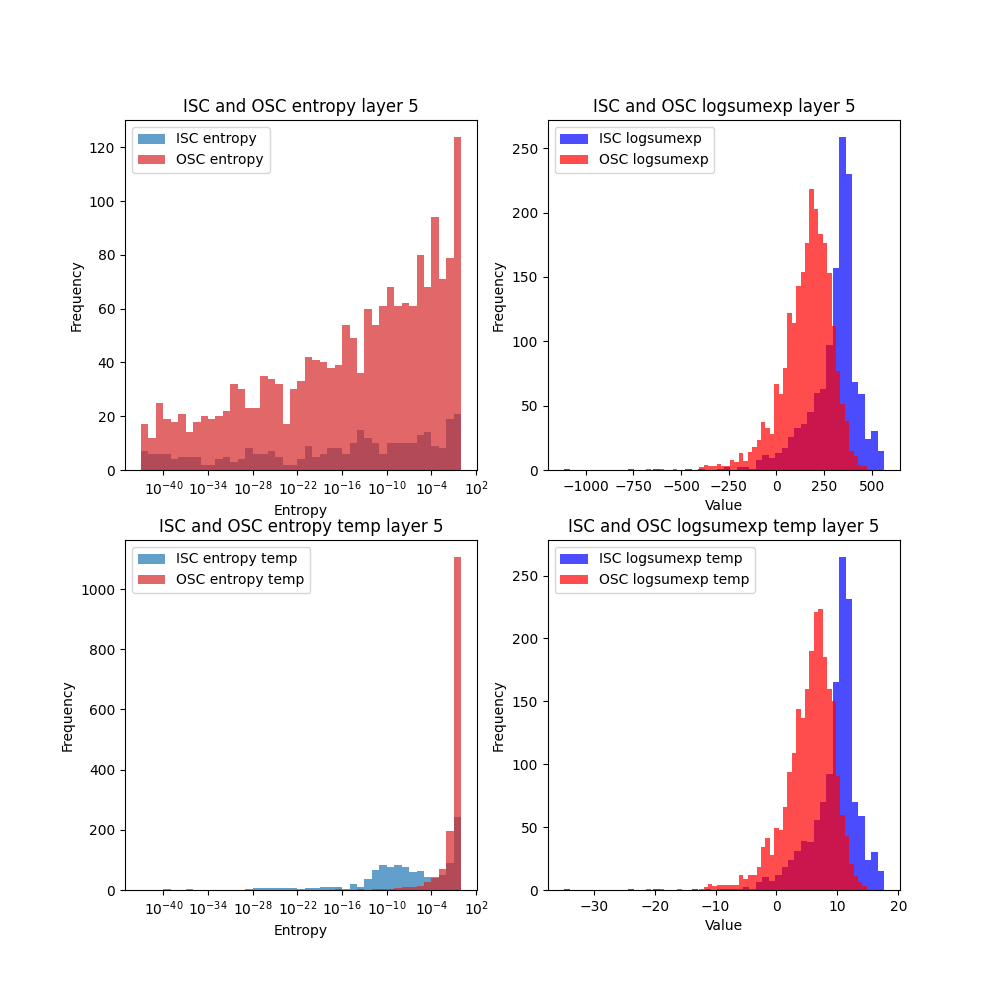 ISC and OSC entropy layer 5
ISC entropy
OSC entropy
Frequency
0
20
40
60
80
100
120
10⁻⁴⁰ 10⁻³⁴ 10⁻²⁸ 10⁻²² 10⁻¹⁶ 10⁻¹⁰ 10⁻⁴ 10²
Entropy
ISC and OSC logsumexp layer 5
ISC logsumexp
OSC logsumexp
Frequency
0
50
100
150
200
250
−1000 −750 −500 −250 0 250 500
Value
ISC and OSC entropy temp layer 5
ISC entropy temp
OSC entropy temp
Frequency
0
200
400
600
800
1000
10⁻⁴⁰ 10⁻³⁴ 10⁻²⁸ 10⁻²² 10⁻¹⁶ 10⁻¹⁰ 10⁻⁴ 10²
Entropy
ISC and OSC logsumexp temp layer 5
ISC logsumexp temp
OSC logsumexp temp
Frequency
0
50
100
150
200
250
−30 −20 −10 0 10 20
Value